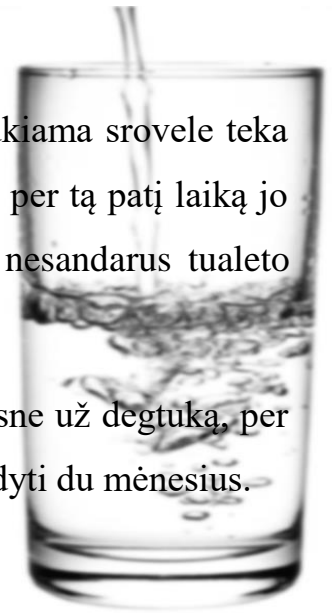 kiama srovele teka
per tą patį laiką jo
nesandarus tualeto
sne už degtuką, per
dyti du mėnesius.